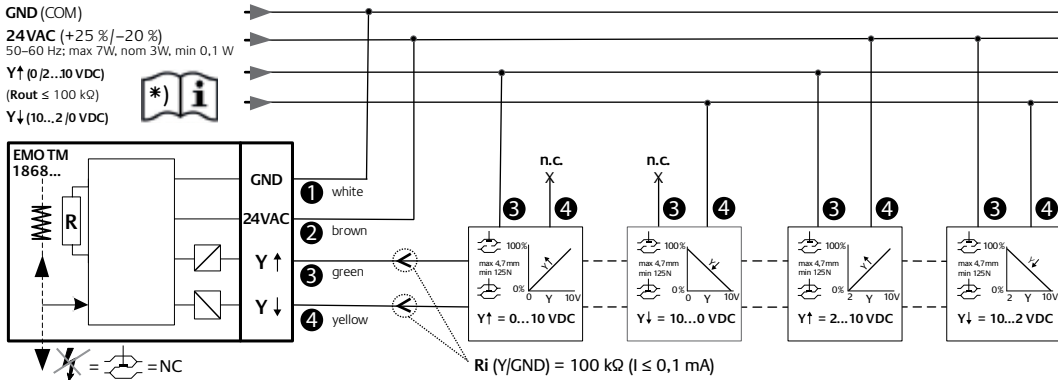 GND (COM)
24VAC (+25 %/–20 %)
50–60 Hz; max 7W, nom 3W, min 0,1 W
Y↑ (0/2...10 VDC)
(Rout ≤ 100 kΩ)
Y↓ (10...2/0 VDC)
*) i
EMO TM
1868...
R
GND
24VAC
Y ↑
Y ↓
1 white
2 brown
3 green
4 yellow
= = NC
n.c.
X
3 4
100%
max 4,7mm
min 125N
0%
Y↑
0 Y 10V
Y↑ = 0...10 VDC
n.c.
X
3 4
100%
max 4,7mm
min 125N
0%
Y↓
0 Y 10V
Y↓ = 10...0 VDC
3 4
100%
max 4,7mm
min 125N
0%
Y↑
2 Y 10V
Y↑ = 2...10 VDC
3 4
100%
max 4,7mm
min 125N
0%
Y↓
2 Y 10V
Y↓ = 10...2 VDC
Ri (Y/GND) = 100 kΩ (I ≤ 0,1 mA)